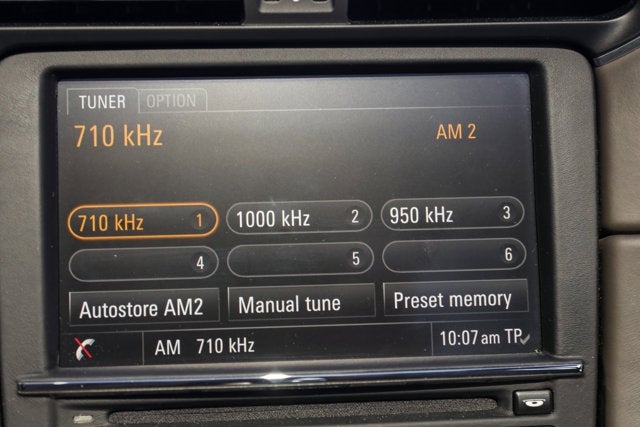 TUNER OPTION
710 kHz AM 2
710 kHz 1 1000 kHz 2 950 kHz 3
4 5 6
Autostore AM2 Manual tune Preset memory
AM 710 kHz 10:07 am TP